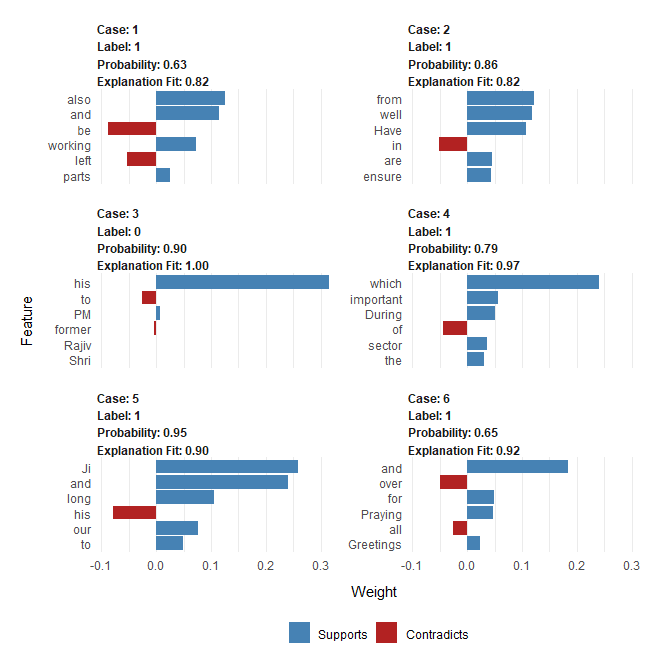 Case: 1
Label: 1
Probability: 0.63
Explanation Fit: 0.82
also
and
be
working
left
parts
Case: 2
Label: 1
Probability: 0.86
Explanation Fit: 0.82
from
well
Have
in
are
ensure
Case: 3
Label: 0
Probability: 0.90
Explanation Fit: 1.00
his
to
PM
former
Rajiv
Shri
Case: 4
Label: 1
Probability: 0.79
Explanation Fit: 0.97
which
important
During
of
sector
the
Case: 5
Label: 1
Probability: 0.95
Explanation Fit: 0.90
Ji
and
long
his
our
to
Case: 6
Label: 1
Probability: 0.65
Explanation Fit: 0.92
and
over
for
Praying
all
Greetings
-0.1 0.0 0.1 0.2 0.3
-0.1 0.0 0.1 0.2 0.3
Feature
Weight
Supports Contradicts